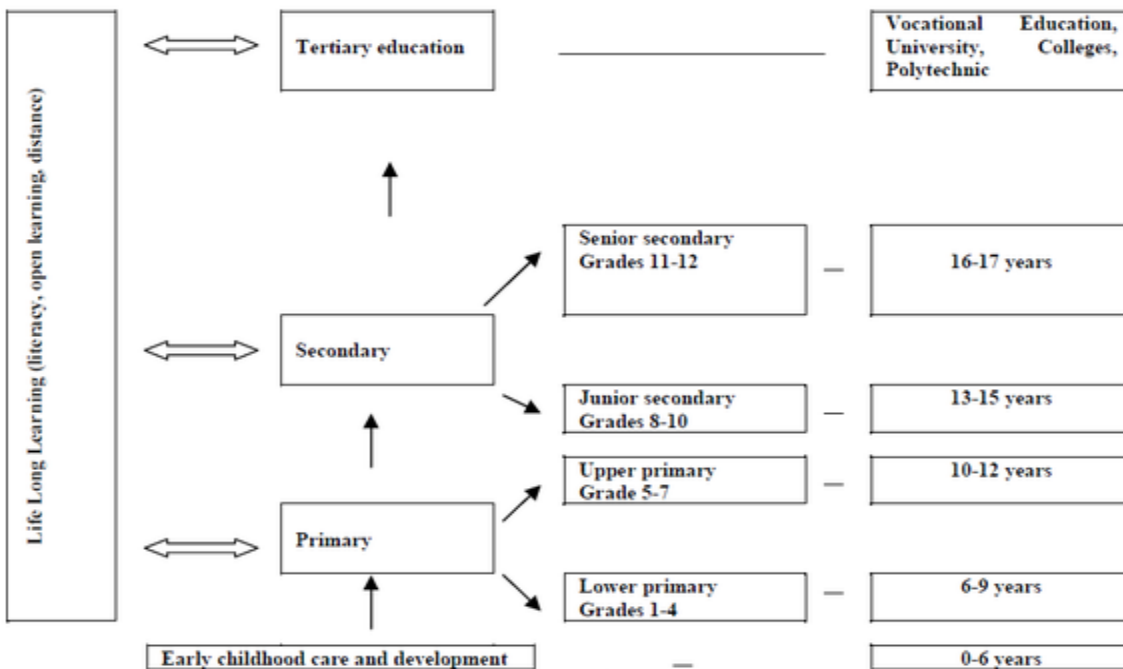 Life Long Learning (literacy, open learning, distance)
Tertiary education
Vocational Education,
University, Colleges,
Polytechnic
Senior secondary
Grades 11-12
16-17 years
Secondary
Junior secondary
Grades 8-10
13-15 years
Upper primary
Grade 5-7
10-12 years
Primary
Lower primary
Grades 1-4
6-9 years
Early childhood care and development
0-6 years